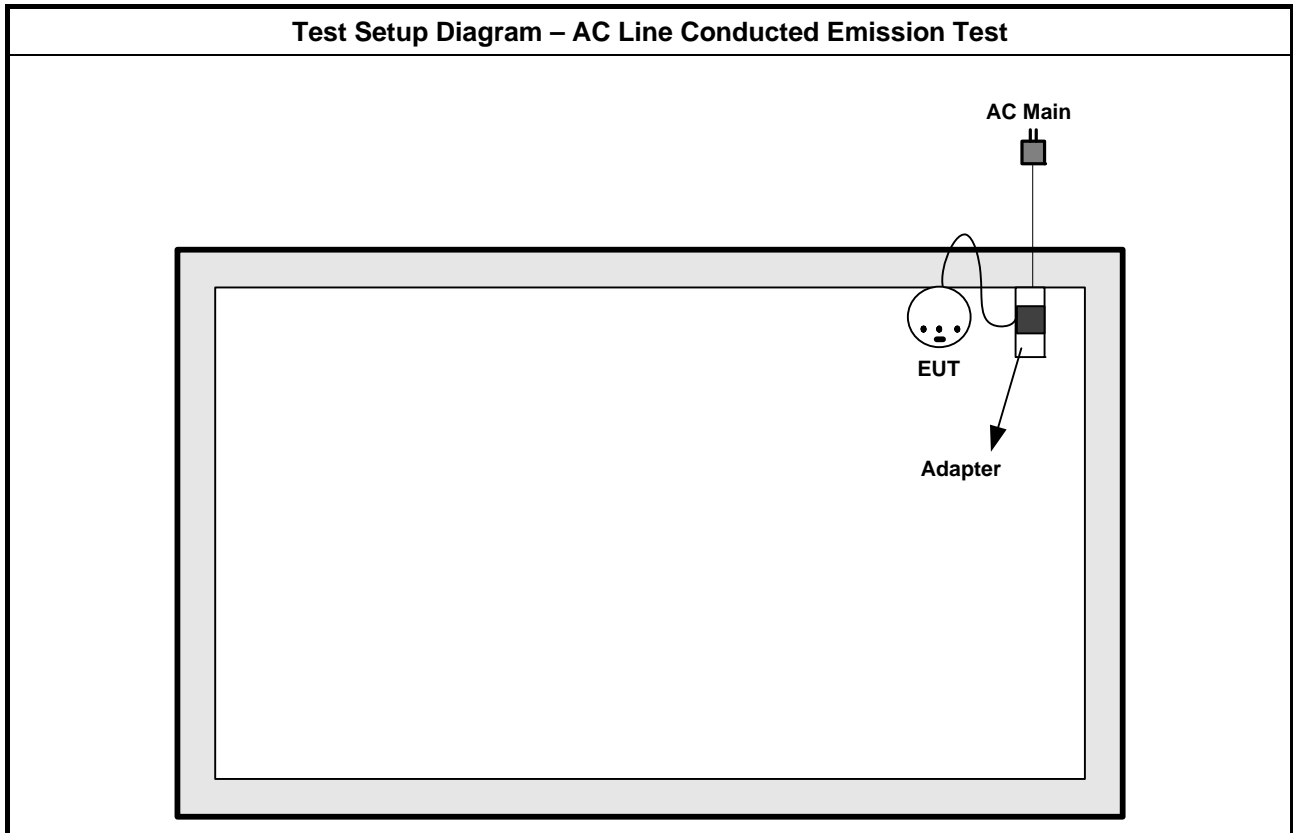 Test Setup Diagram – AC Line Conducted Emission Test
AC Main
EUT
Adapter